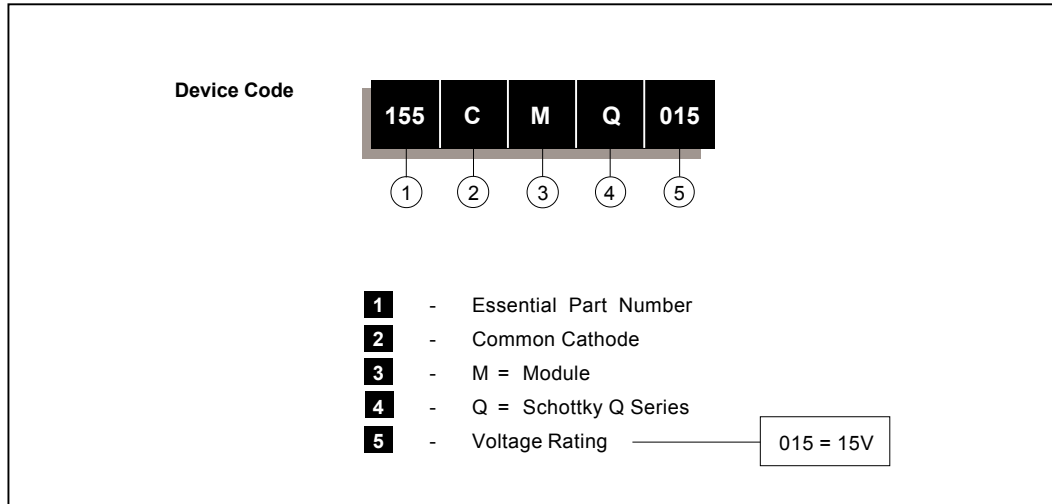 Device Code
155 C M Q 015
1 2 3 4 5
1 - Essential Part Number
2 - Common Cathode
3 - M = Module
4 - Q = Schottky Q Series
5 - Voltage Rating 015 = 15V